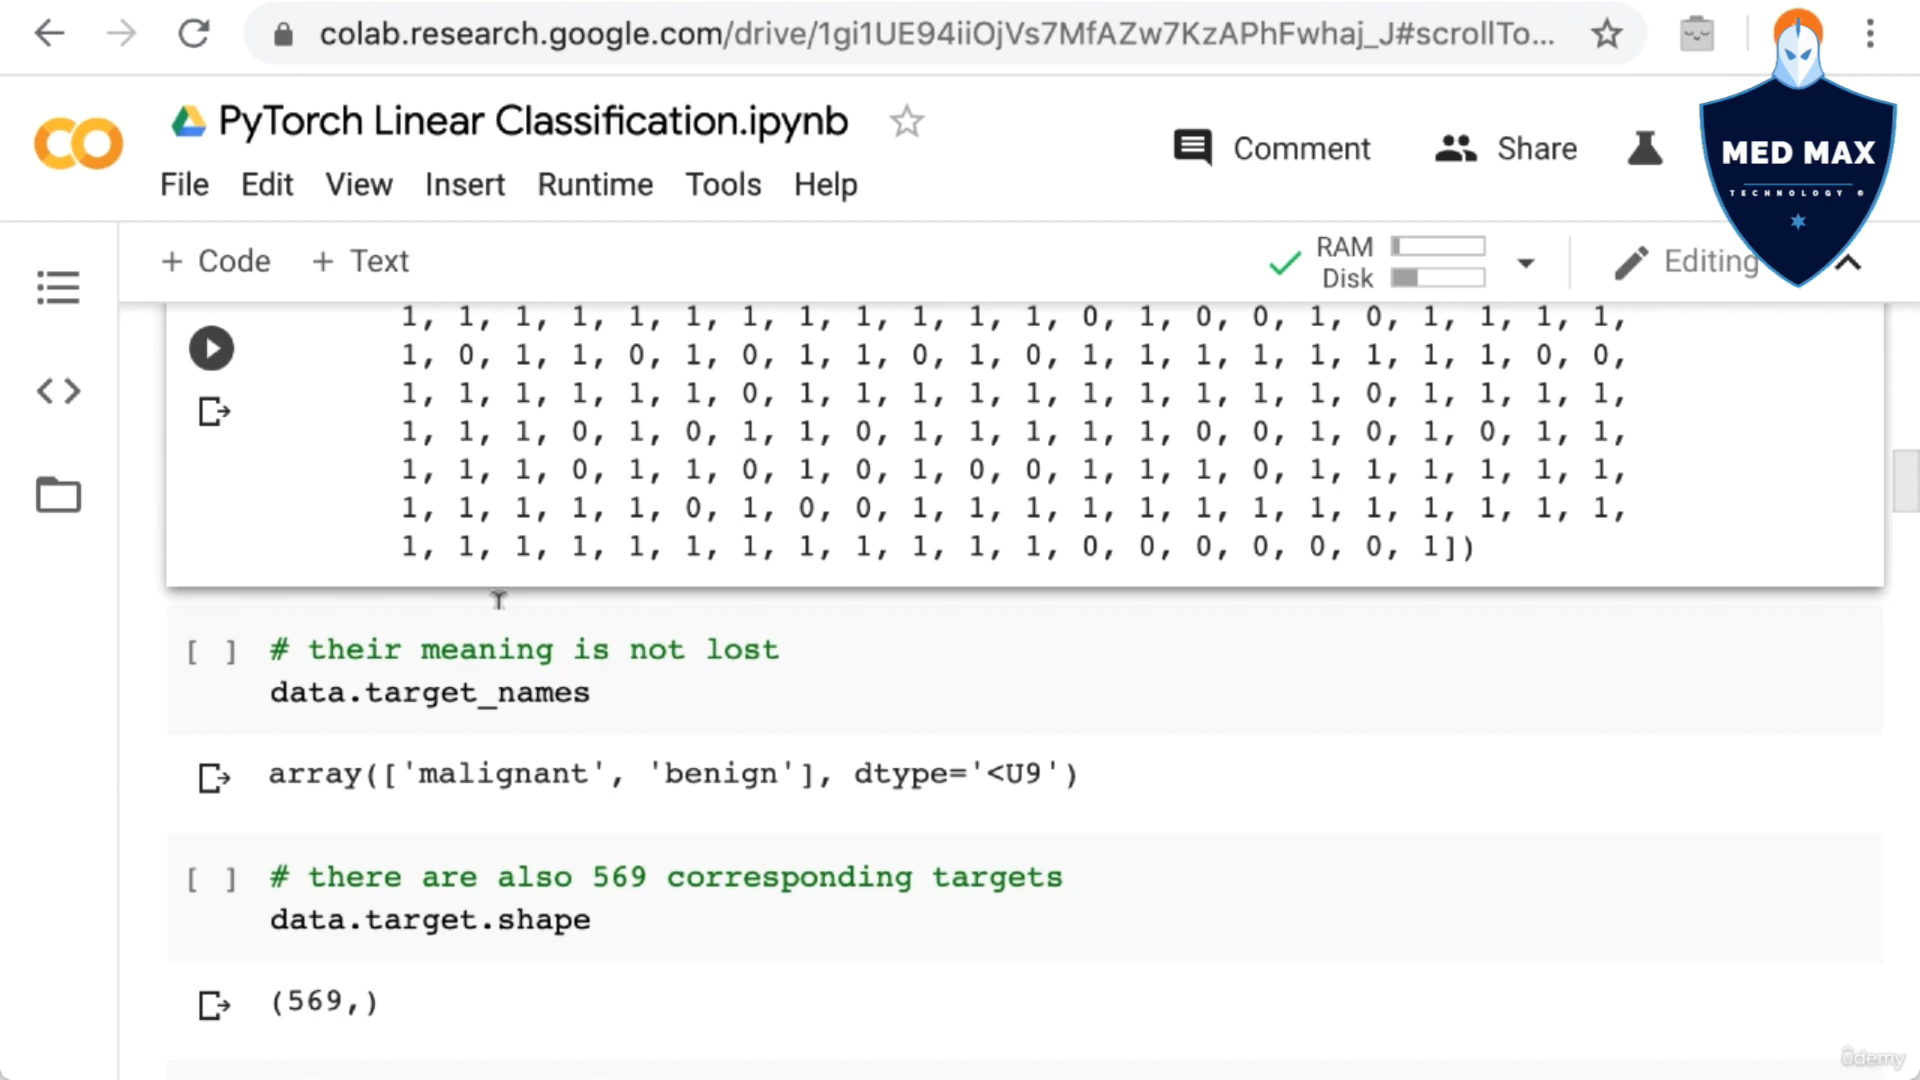 colab.research.google.com/drive/1gi1UE94iiOjVs7MfAZw7KzAPhFwhaj_J#scrollTo...
PyTorch Linear Classification.ipynb
Comment
Share
MED MAX
TECHNOLOGY
File Edit View Insert Runtime Tools Help
+ Code + Text
RAM
Disk
Editing
1, 1, 1, 1, 1, 1, 1, 1, 1, 1, 1, 1, 0, 1, 0, 0, 1, 0, 1, 1, 1, 1,
1, 0, 1, 1, 0, 1, 0, 1, 1, 0, 1, 0, 1, 1, 1, 1, 1, 1, 1, 1, 0, 0,
1, 1, 1, 1, 1, 1, 0, 1, 1, 1, 1, 1, 1, 1, 1, 1, 1, 0, 1, 1, 1, 1,
1, 1, 1, 0, 1, 0, 1, 1, 0, 1, 1, 1, 1, 1, 0, 0, 1, 0, 1, 0, 1, 1,
1, 1, 1, 0, 1, 1, 0, 1, 0, 1, 0, 0, 1, 1, 1, 0, 1, 1, 1, 1, 1, 1,
1, 1, 1, 1, 1, 0, 1, 0, 0, 1, 1, 1, 1, 1, 1, 1, 1, 1, 1, 1, 1, 1,
1, 1, 1, 1, 1, 1, 1, 1, 1, 1, 1, 1, 0, 0, 0, 0, 0, 0, 1])
[ ] # their meaning is not lost
data.target_names
array(['malignant', 'benign'], dtype='<U9')
[ ] # there are also 569 corresponding targets
data.target.shape
(569,)
ûdemy